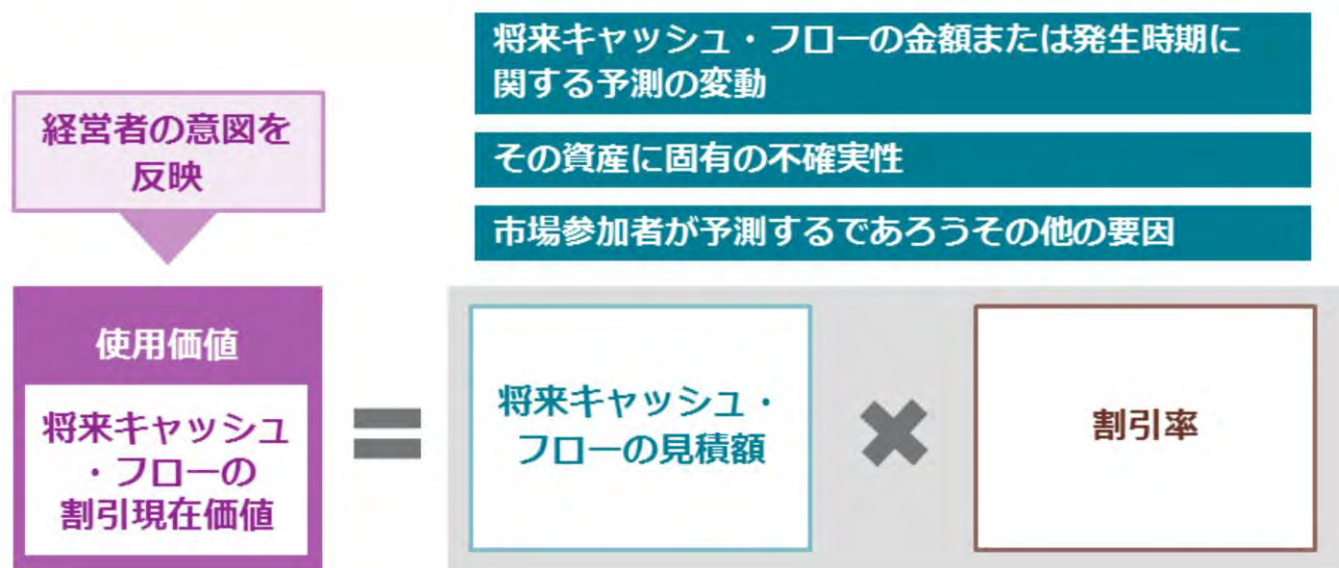 将来キャッシュ・フローの金額または発生時期に
関する予測の変動
経営者の意図を
反映
その資産に固有の不確実性
市場参加者が予測するであろうその他の要因
使用価値
将来キャッシュ
・フローの
割引現在価値
=
将来キャッシュ・
フローの見積額
×
割引率